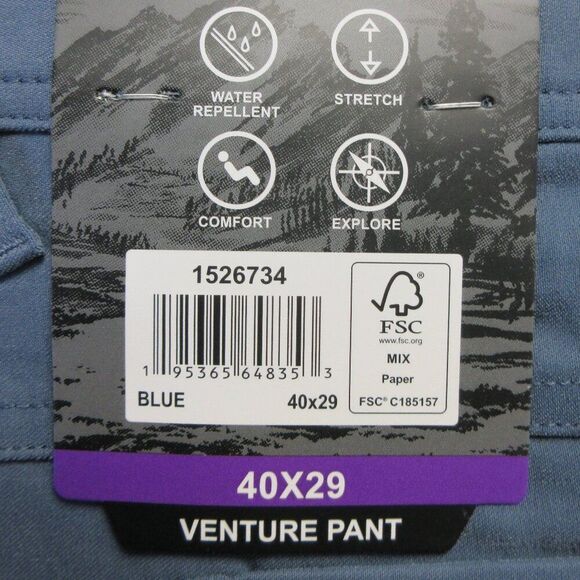 WATER
REPELLENT
STRETCH
COMFORT
EXPLORE
1526734
1 95365 64835 3
BLUE 40x29
FSC®
www.fsc.org
MIX
Paper
FSC® C185157
40X29
VENTURE PANT